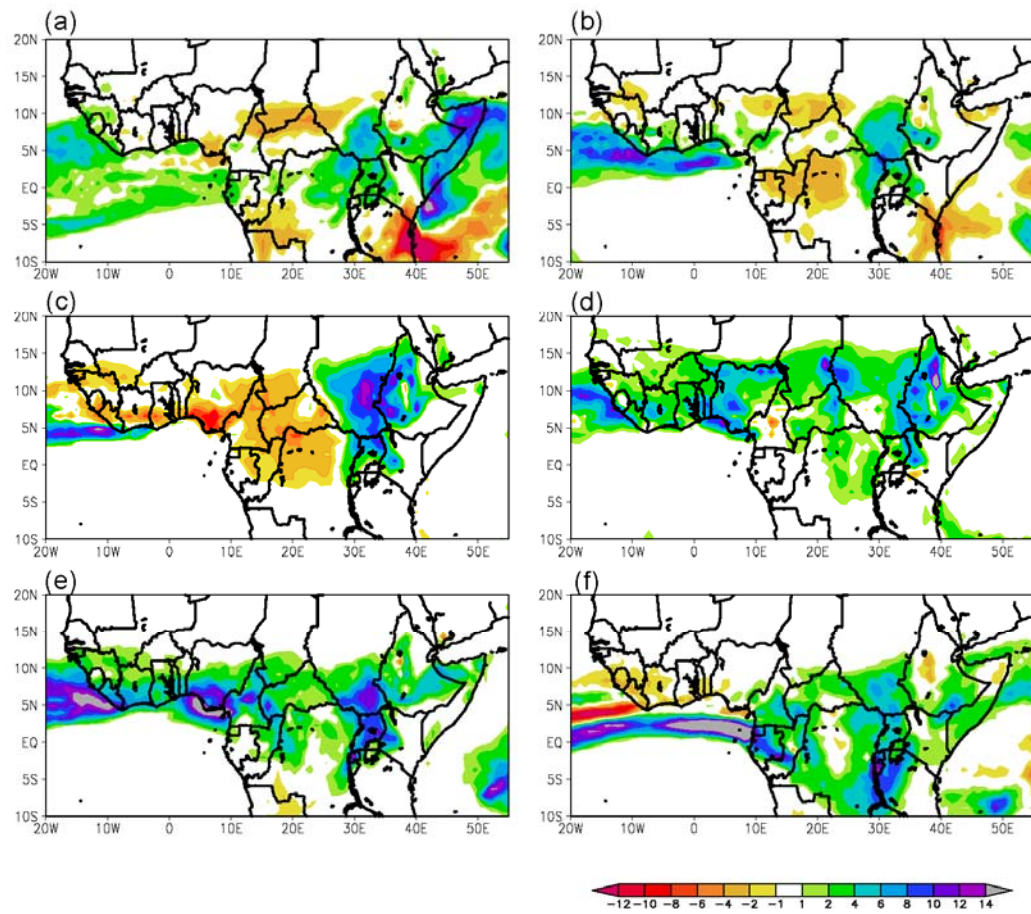 (a) (b)
20N 20N
15N 15N
10N 10N
5N 5N
EQ EQ
5S 5S
10S 10S
20W 10W 0 10E 20E 30E 40E 50E 20W 10W 0 10E 20E 30E 40E 50E
(c) (d)
20N 20N
15N 15N
10N 10N
5N 5N
EQ EQ
5S 5S
10S 10S
20W 10W 0 10E 20E 30E 40E 50E 20W 10W 0 10E 20E 30E 40E 50E
(e) (f)
20N 20N
15N 15N
10N 10N
5N 5N
EQ EQ
5S 5S
10S 10S
20W 10W 0 10E 20E 30E 40E 50E 20W 10W 0 10E 20E 30E 40E 50E
-12 -10 -8 -6 -4 -2 -1 1 2 4 6 8 10 12 14